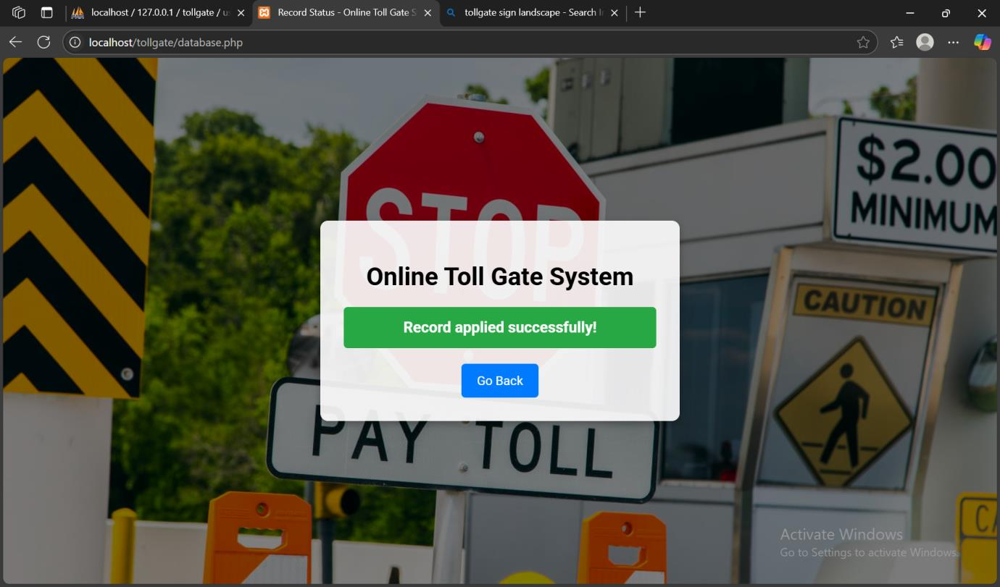 localhost / 127.0.0.1 / tollgate / us
Record Status - Online Toll Gate S
tollgate sign landscape - Search I
localhost/tollgate/database.php
STOP
$2.00
MINIMUM
CAUTION
Online Toll Gate System
Record applied successfully!
Go Back
PAY TOLL
CA
Activate Windows
Go to Settings to activate Windows.